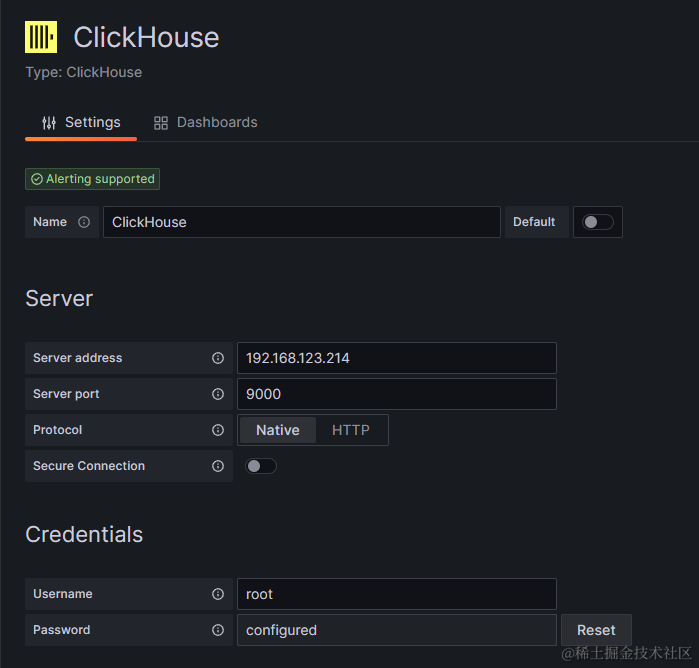 ClickHouse
Type: ClickHouse
Settings Dashboards
Alerting supported
Name ClickHouse Default
Server
Server address 192.168.123.214
Server port 9000
Protocol Native HTTP
Secure Connection
Credentials
Username root
Password configured Reset
@稀土掘金技术社区